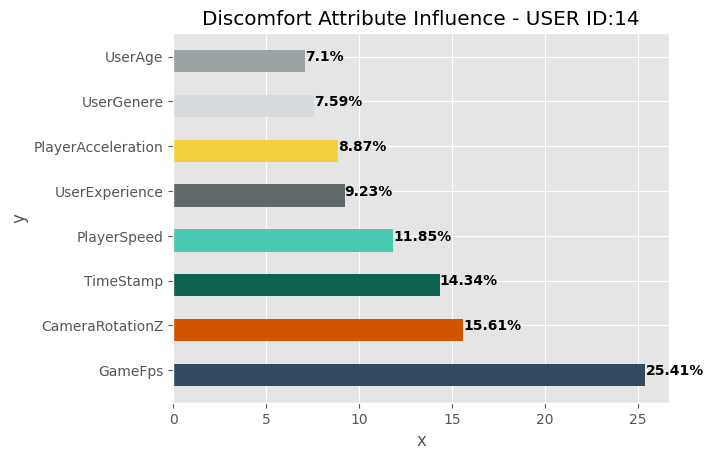 Discomfort Attribute Influence - USER ID:14
UserAge 7.1%
UserGenere 7.59%
PlayerAcceleration 8.87%
UserExperience 9.23%
y
PlayerSpeed 11.85%
TimeStamp 14.34%
CameraRotationZ 15.61%
GameFps 25.41%
0 5 10 15 20 25
x